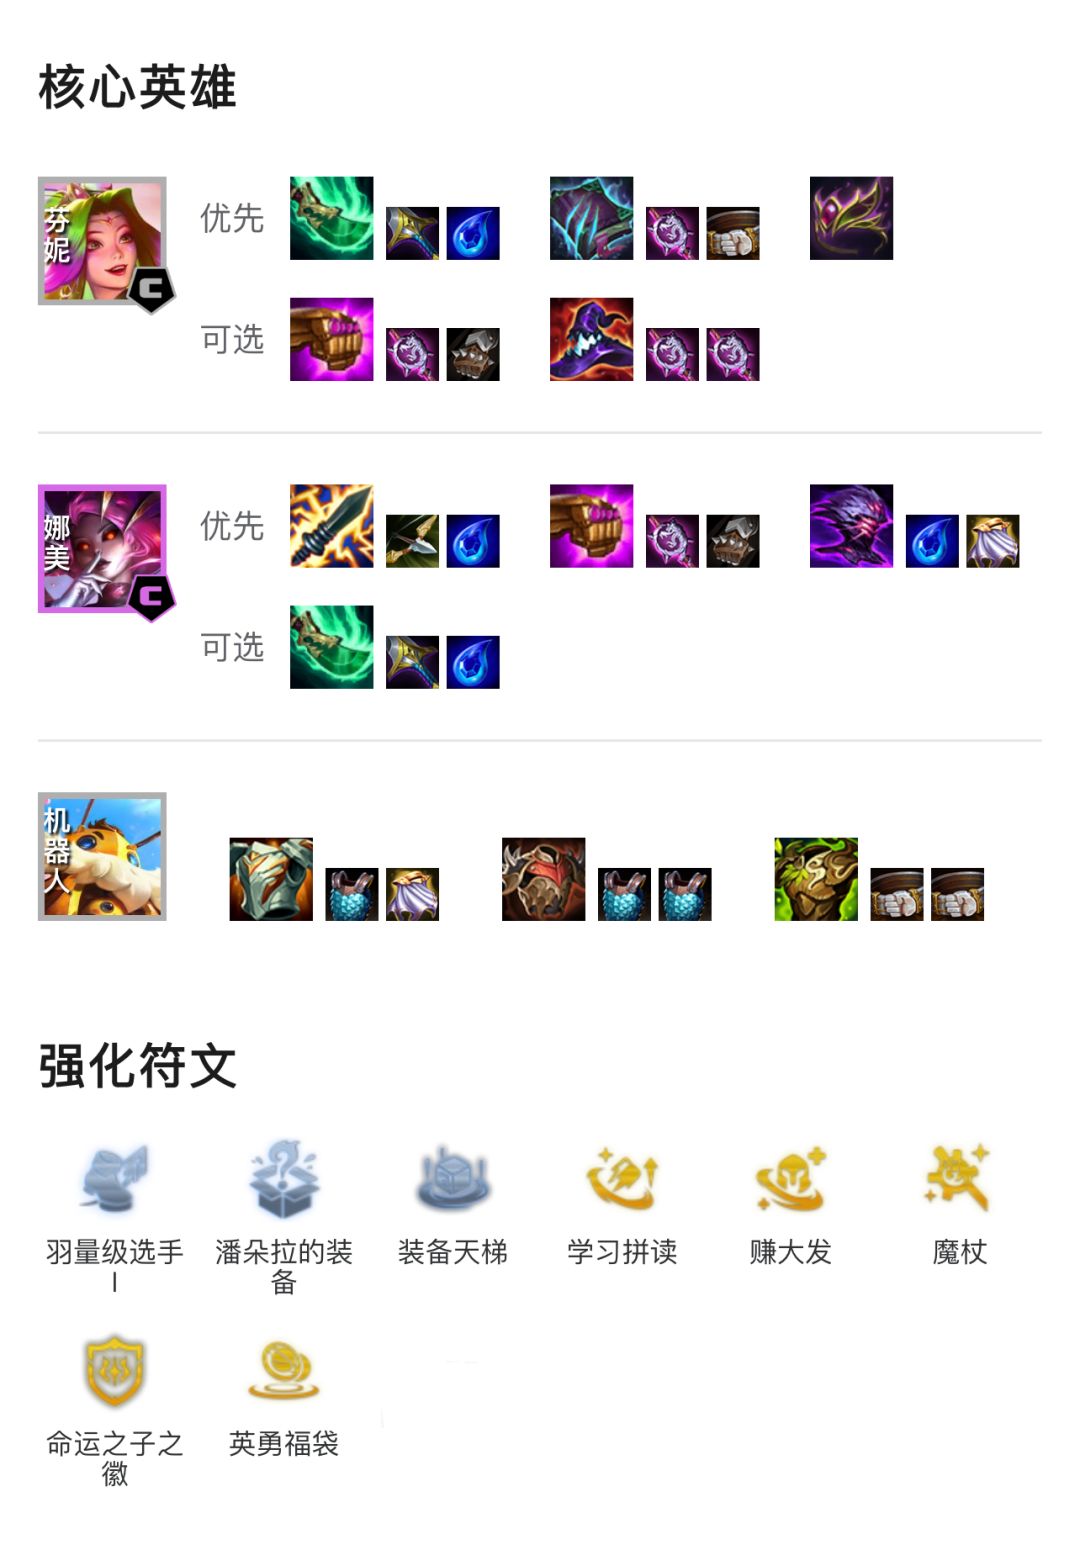 核心英雄
芬妮
优先
可选
娜美
优先
可选
机器人
强化符文
羽量级选手
I
潘朵拉的装
备
装备天梯
学习拼读
赚大发
魔杖
命运之子之
徽
英勇福袋